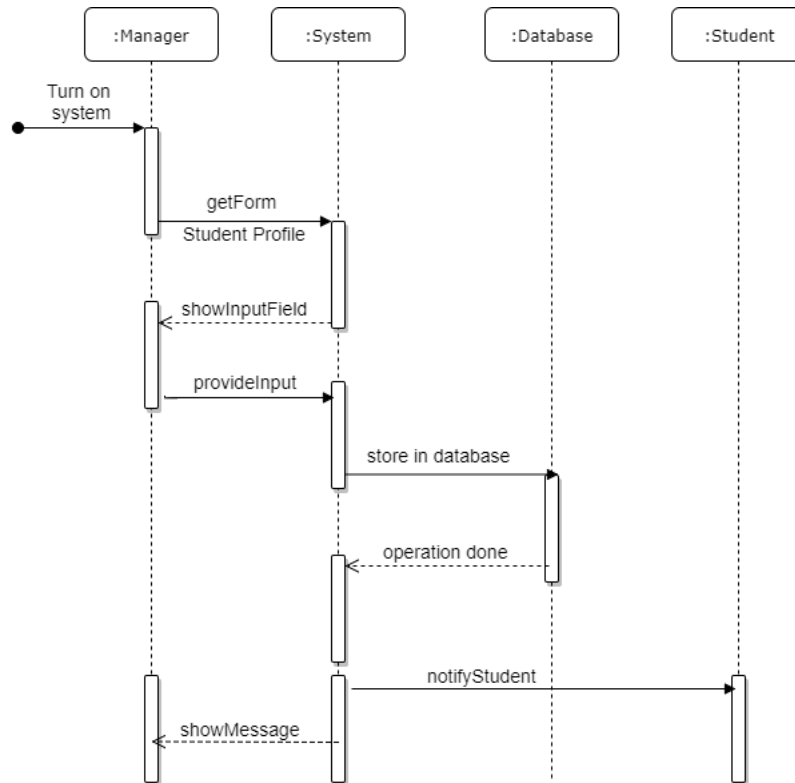 :Manager
:System
:Database
:Student
Turn on
system
getForm
Student Profile
showInputField
provideInput
store in database
operation done
notifyStudent
showMessage